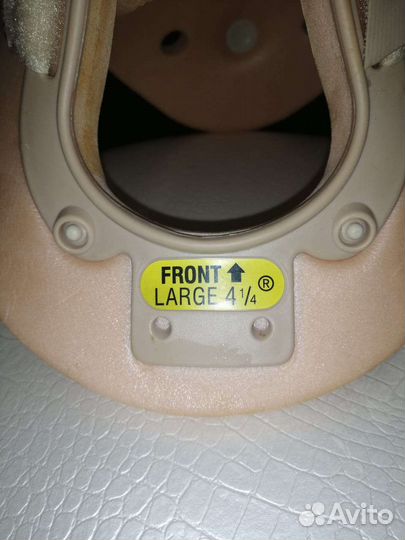 FRONT ⬆
LARGE 4 1/4 ®
Avito